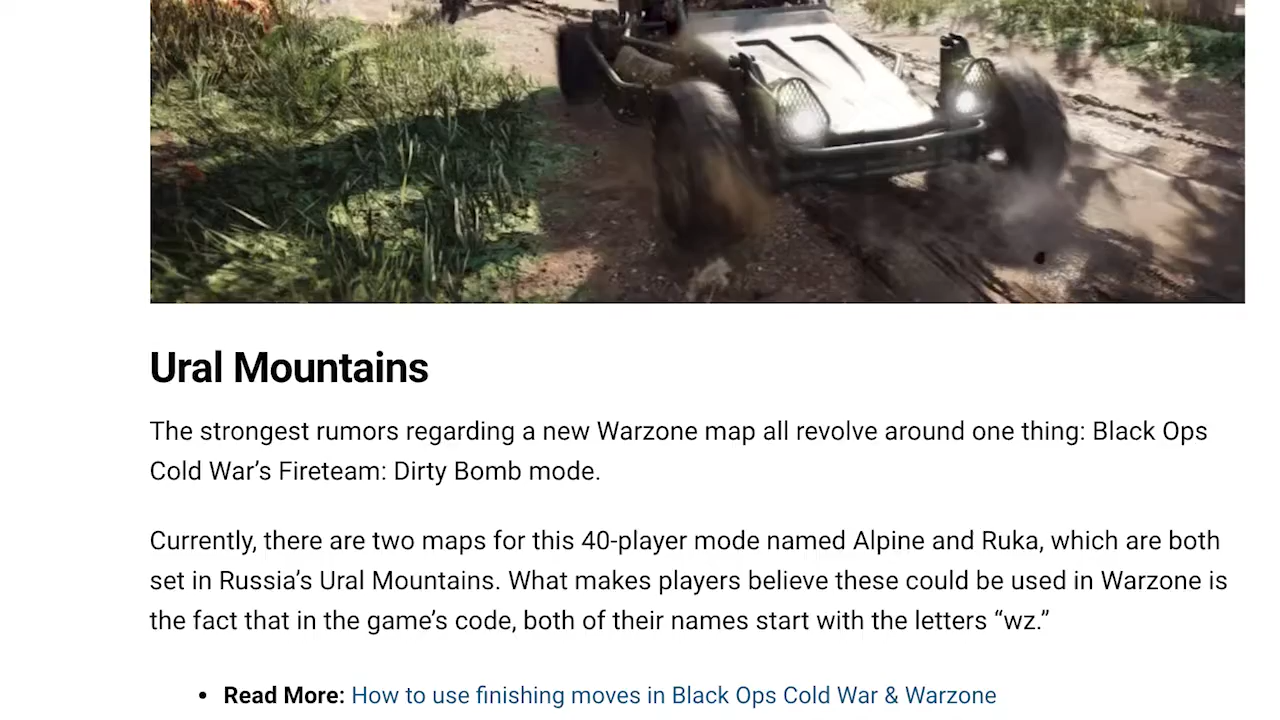 Ural Mountains
The strongest rumors regarding a new Warzone map all revolve around one thing: Black Ops
Cold War’s Fireteam: Dirty Bomb mode.
Currently, there are two maps for this 40-player mode named Alpine and Ruka, which are both
set in Russia’s Ural Mountains. What makes players believe these could be used in Warzone is
the fact that in the game’s code, both of their names start with the letters “wz.”
• Read More: How to use finishing moves in Black Ops Cold War & Warzone